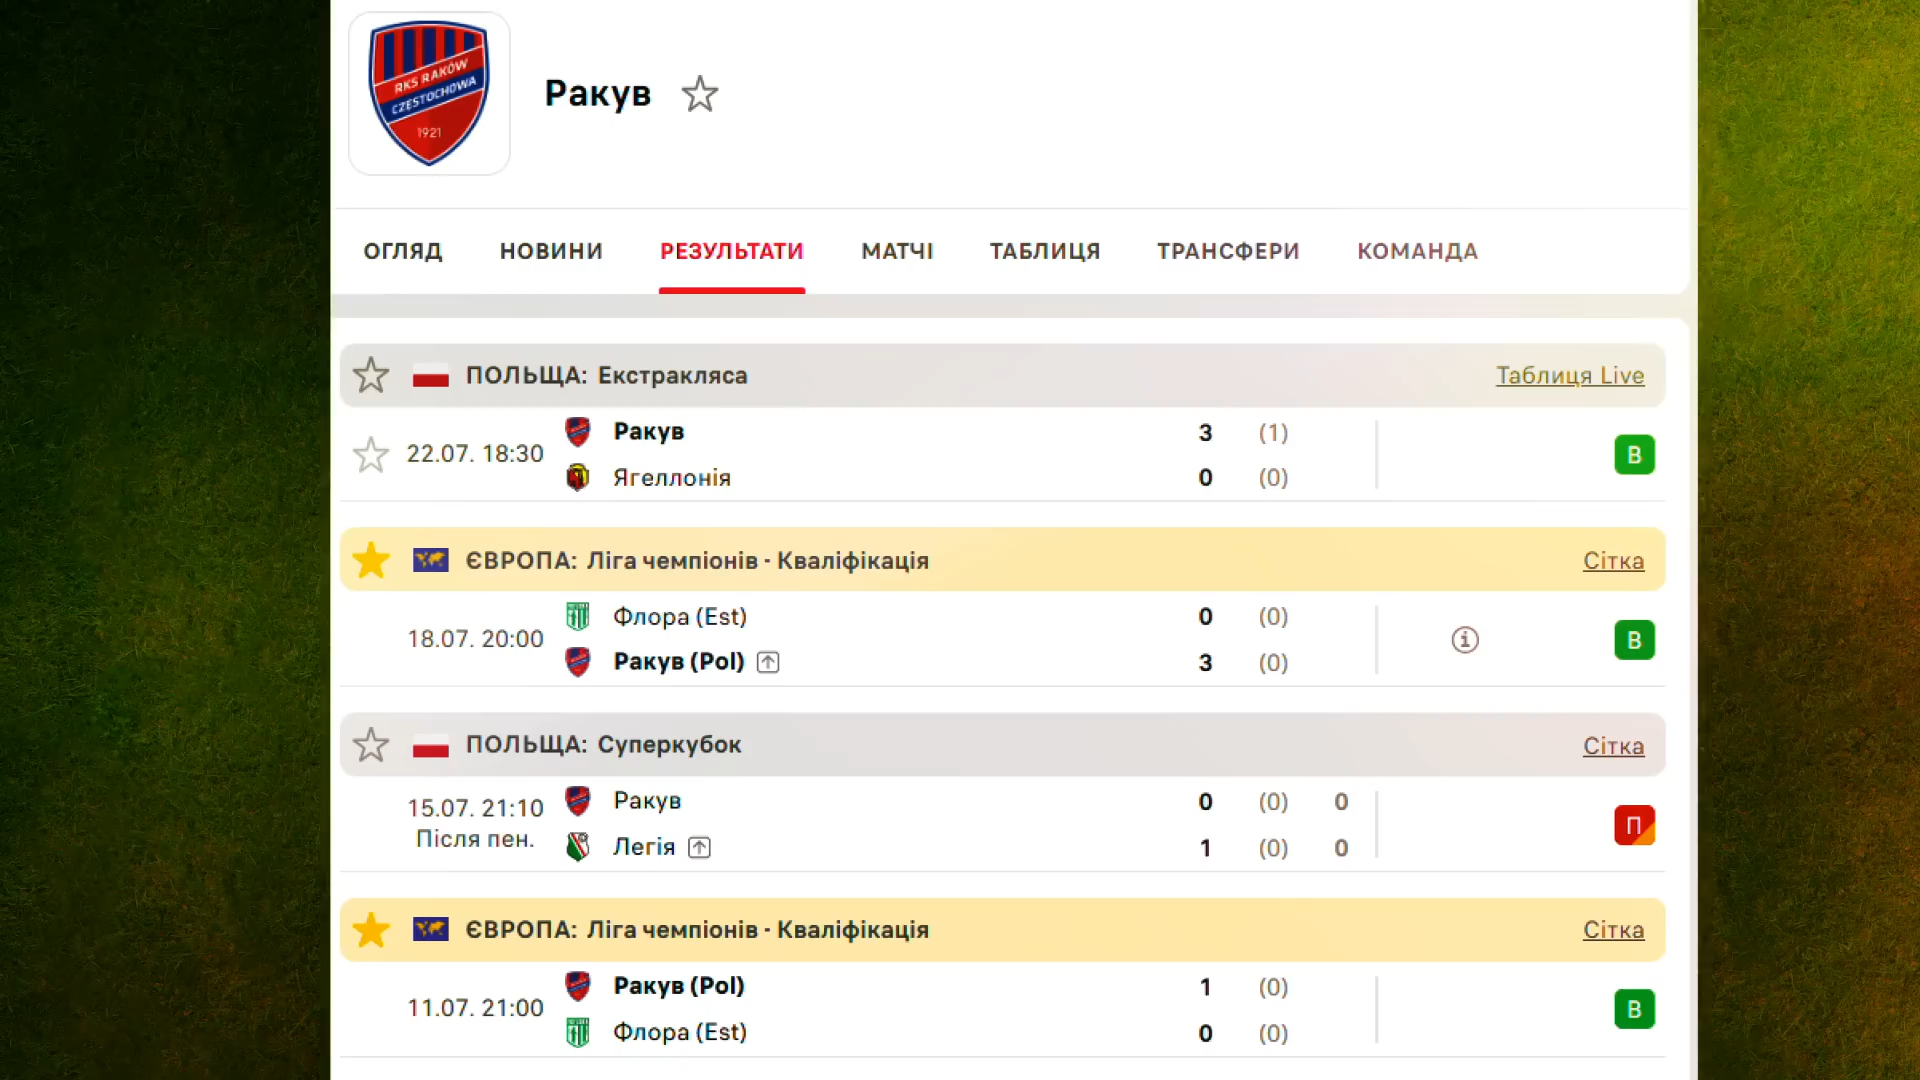 RKS RAKÓW
CZĘSTOCHOWA
1921
Ракув
ОГЛЯД НОВИНИ РЕЗУЛЬТАТИ МАТЧІ ТАБЛИЦЯ ТРАНСФЕРИ КОМАНДА
ПОЛЬЩА: Екстракляса Таблиця Live
22.07. 18:30
Ракув 3 (1)
Ягеллонія 0 (0)
В
ЄВРОПА: Ліга чемпіонів - Кваліфікація Сітка
18.07. 20:00
Флора (Est) 0 (0)
Ракув (Pol) 3 (0)
В
ПОЛЬЩА: Суперкубок Сітка
15.07. 21:10
Після пен.
Ракув 0 (0) 0
Легія 1 (0) 0
П
ЄВРОПА: Ліга чемпіонів - Кваліфікація Сітка
11.07. 21:00
Ракув (Pol) 1 (0)
Флора (Est) 0 (0)
В